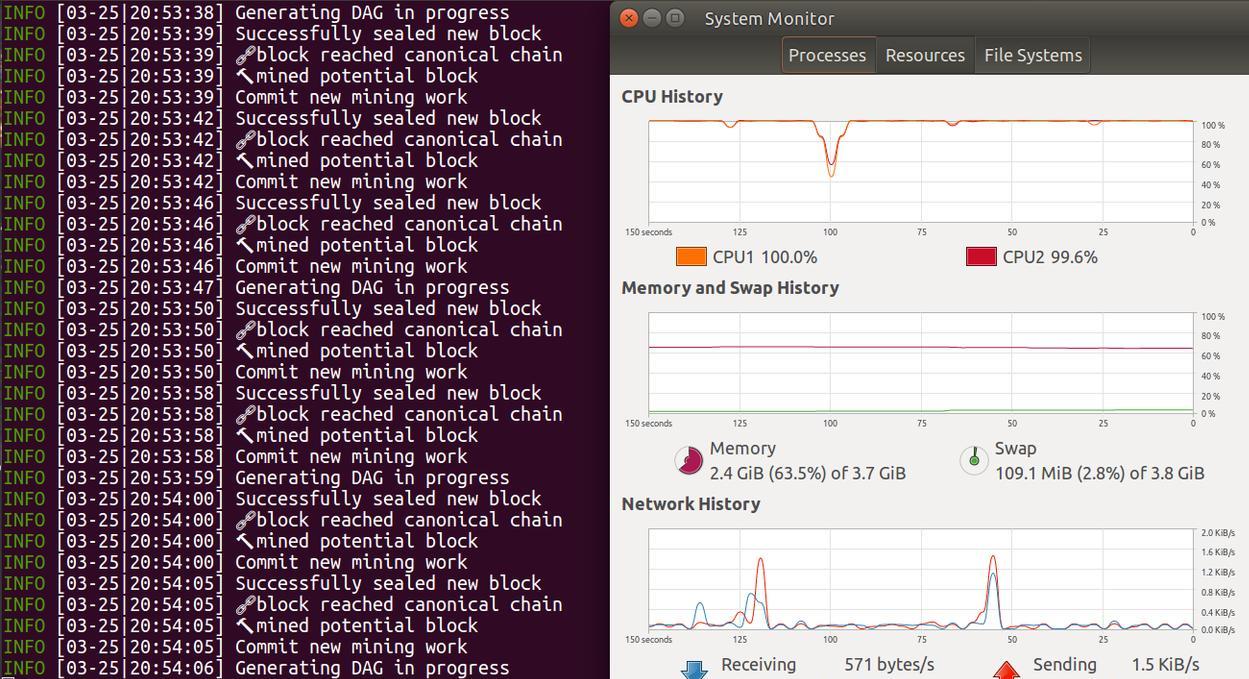 INFO [03-25|20:53:38] Generating DAG in progress
INFO [03-25|20:53:39] Successfully sealed new block
INFO [03-25|20:53:39] 🔗block reached canonical chain
INFO [03-25|20:53:39] 🔨mined potential block
INFO [03-25|20:53:39] Commit new mining work
INFO [03-25|20:53:42] Successfully sealed new block
INFO [03-25|20:53:42] 🔗block reached canonical chain
INFO [03-25|20:53:42] 🔨mined potential block
INFO [03-25|20:53:42] Commit new mining work
INFO [03-25|20:53:46] Successfully sealed new block
INFO [03-25|20:53:46] 🔗block reached canonical chain
INFO [03-25|20:53:46] 🔨mined potential block
INFO [03-25|20:53:46] Commit new mining work
INFO [03-25|20:53:47] Generating DAG in progress
INFO [03-25|20:53:50] Successfully sealed new block
INFO [03-25|20:53:50] 🔗block reached canonical chain
INFO [03-25|20:53:50] 🔨mined potential block
INFO [03-25|20:53:50] Commit new mining work
INFO [03-25|20:53:58] Successfully sealed new block
INFO [03-25|20:53:58] 🔗block reached canonical chain
INFO [03-25|20:53:58] 🔨mined potential block
INFO [03-25|20:53:58] Commit new mining work
INFO [03-25|20:53:59] Generating DAG in progress
INFO [03-25|20:54:00] Successfully sealed new block
INFO [03-25|20:54:00] 🔗block reached canonical chain
INFO [03-25|20:54:00] 🔨mined potential block
INFO [03-25|20:54:00] Commit new mining work
INFO [03-25|20:54:05] Successfully sealed new block
INFO [03-25|20:54:05] 🔗block reached canonical chain
INFO [03-25|20:54:05] 🔨mined potential block
INFO [03-25|20:54:05] Commit new mining work
INFO [03-25|20:54:06] Generating DAG in progress
System Monitor
Processes Resources File Systems
CPU History
100 %
80 %
60 %
40 %
20 %
0 %
150 seconds 125 100 75 50 25 0
CPU1 100.0% CPU2 99.6%
Memory and Swap History
100 %
80 %
60 %
40 %
20 %
0 %
150 seconds 125 100 75 50 25 0
Memory Swap
2.4 GiB (63.5%) of 3.7 GiB 109.1 MiB (2.8%) of 3.8 GiB
Network History
2.0 KiB/s
1.6 KiB/s
1.2 KiB/s
0.8 KiB/s
0.4 KiB/s
0.0 KiB/s
150 seconds 125 100 75 50 25 0
Receiving 571 bytes/s Sending 1.5 KiB/s